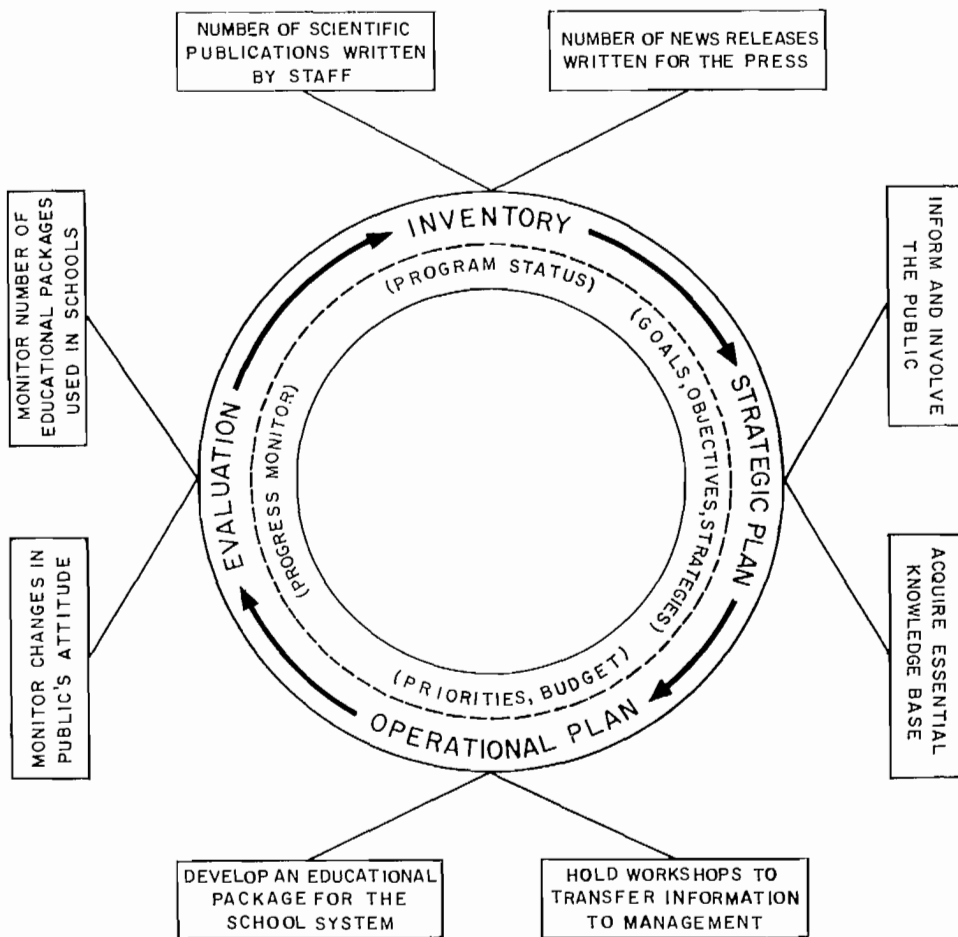 NUMBER OF SCIENTIFIC
PUBLICATIONS WRITTEN
BY STAFF
NUMBER OF NEWS RELEASES
WRITTEN FOR THE PRESS
INVENTORY
(PROGRAM STATUS)
INFORM AND INVOLVE
THE PUBLIC
STRATEGIC PLAN
(GOALS, OBJECTIVES, STRATEGIES)
ACQUIRE ESSENTIAL
KNOWLEDGE BASE
(PRIORITIES, BUDGET)
OPERATIONAL PLAN
HOLD WORKSHOPS TO
TRANSFER INFORMATION
TO MANAGEMENT
DEVELOP AN EDUCATIONAL
PACKAGE FOR THE
SCHOOL SYSTEM
EVALUATION
(PROGRESS MONITOR)
MONITOR CHANGES IN
PUBLIC'S ATTITUDE
MONITOR NUMBER OF
EDUCATIONAL PACKAGES
USED IN SCHOOLS